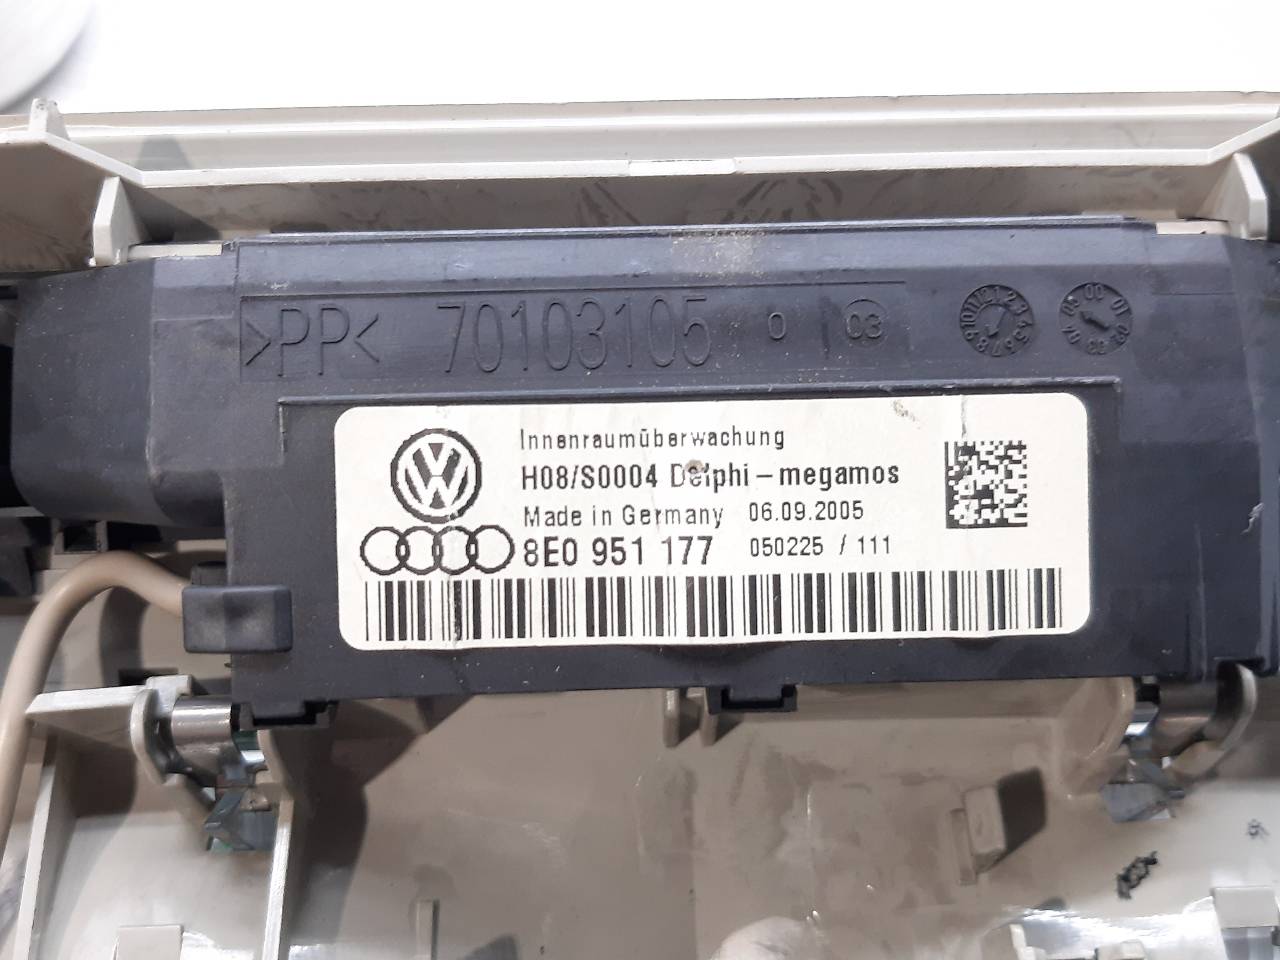 >PP< 70103105 0 03
Innenraumüberwachung
H08/S0004 Delphi-megamos
Made in Germany 06.09.2005
8E0 951 177 050225 / 111